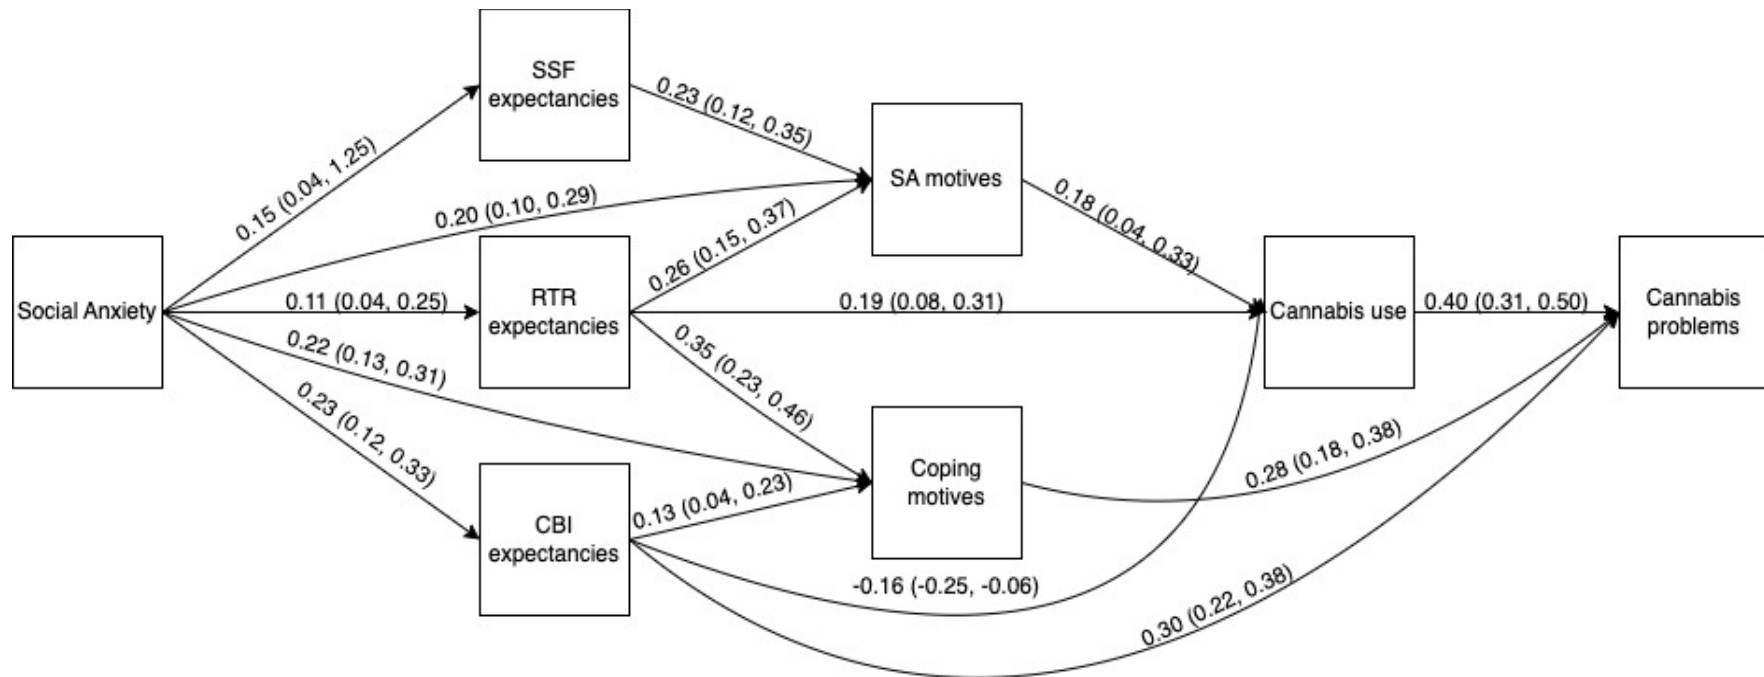 SSF
expectancies
0.23 (0.12, 0.35)
0.15 (0.04, 1.25)
SA motives
0.20 (0.10, 0.29)
0.18 (0.04, 0.33)
0.26 (0.15, 0.37)
Social Anxiety
0.11 (0.04, 0.25)
RTR
expectancies
0.19 (0.08, 0.31)
Cannabis use
0.40 (0.31, 0.50)
Cannabis
problems
0.22 (0.13, 0.31)
0.35 (0.23, 0.46)
0.23 (0.12, 0.33)
Coping
motives
0.28 (0.18, 0.38)
CBI
expectancies
0.13 (0.04, 0.23)
-0.16 (-0.25, -0.06)
0.30 (0.22, 0.38)